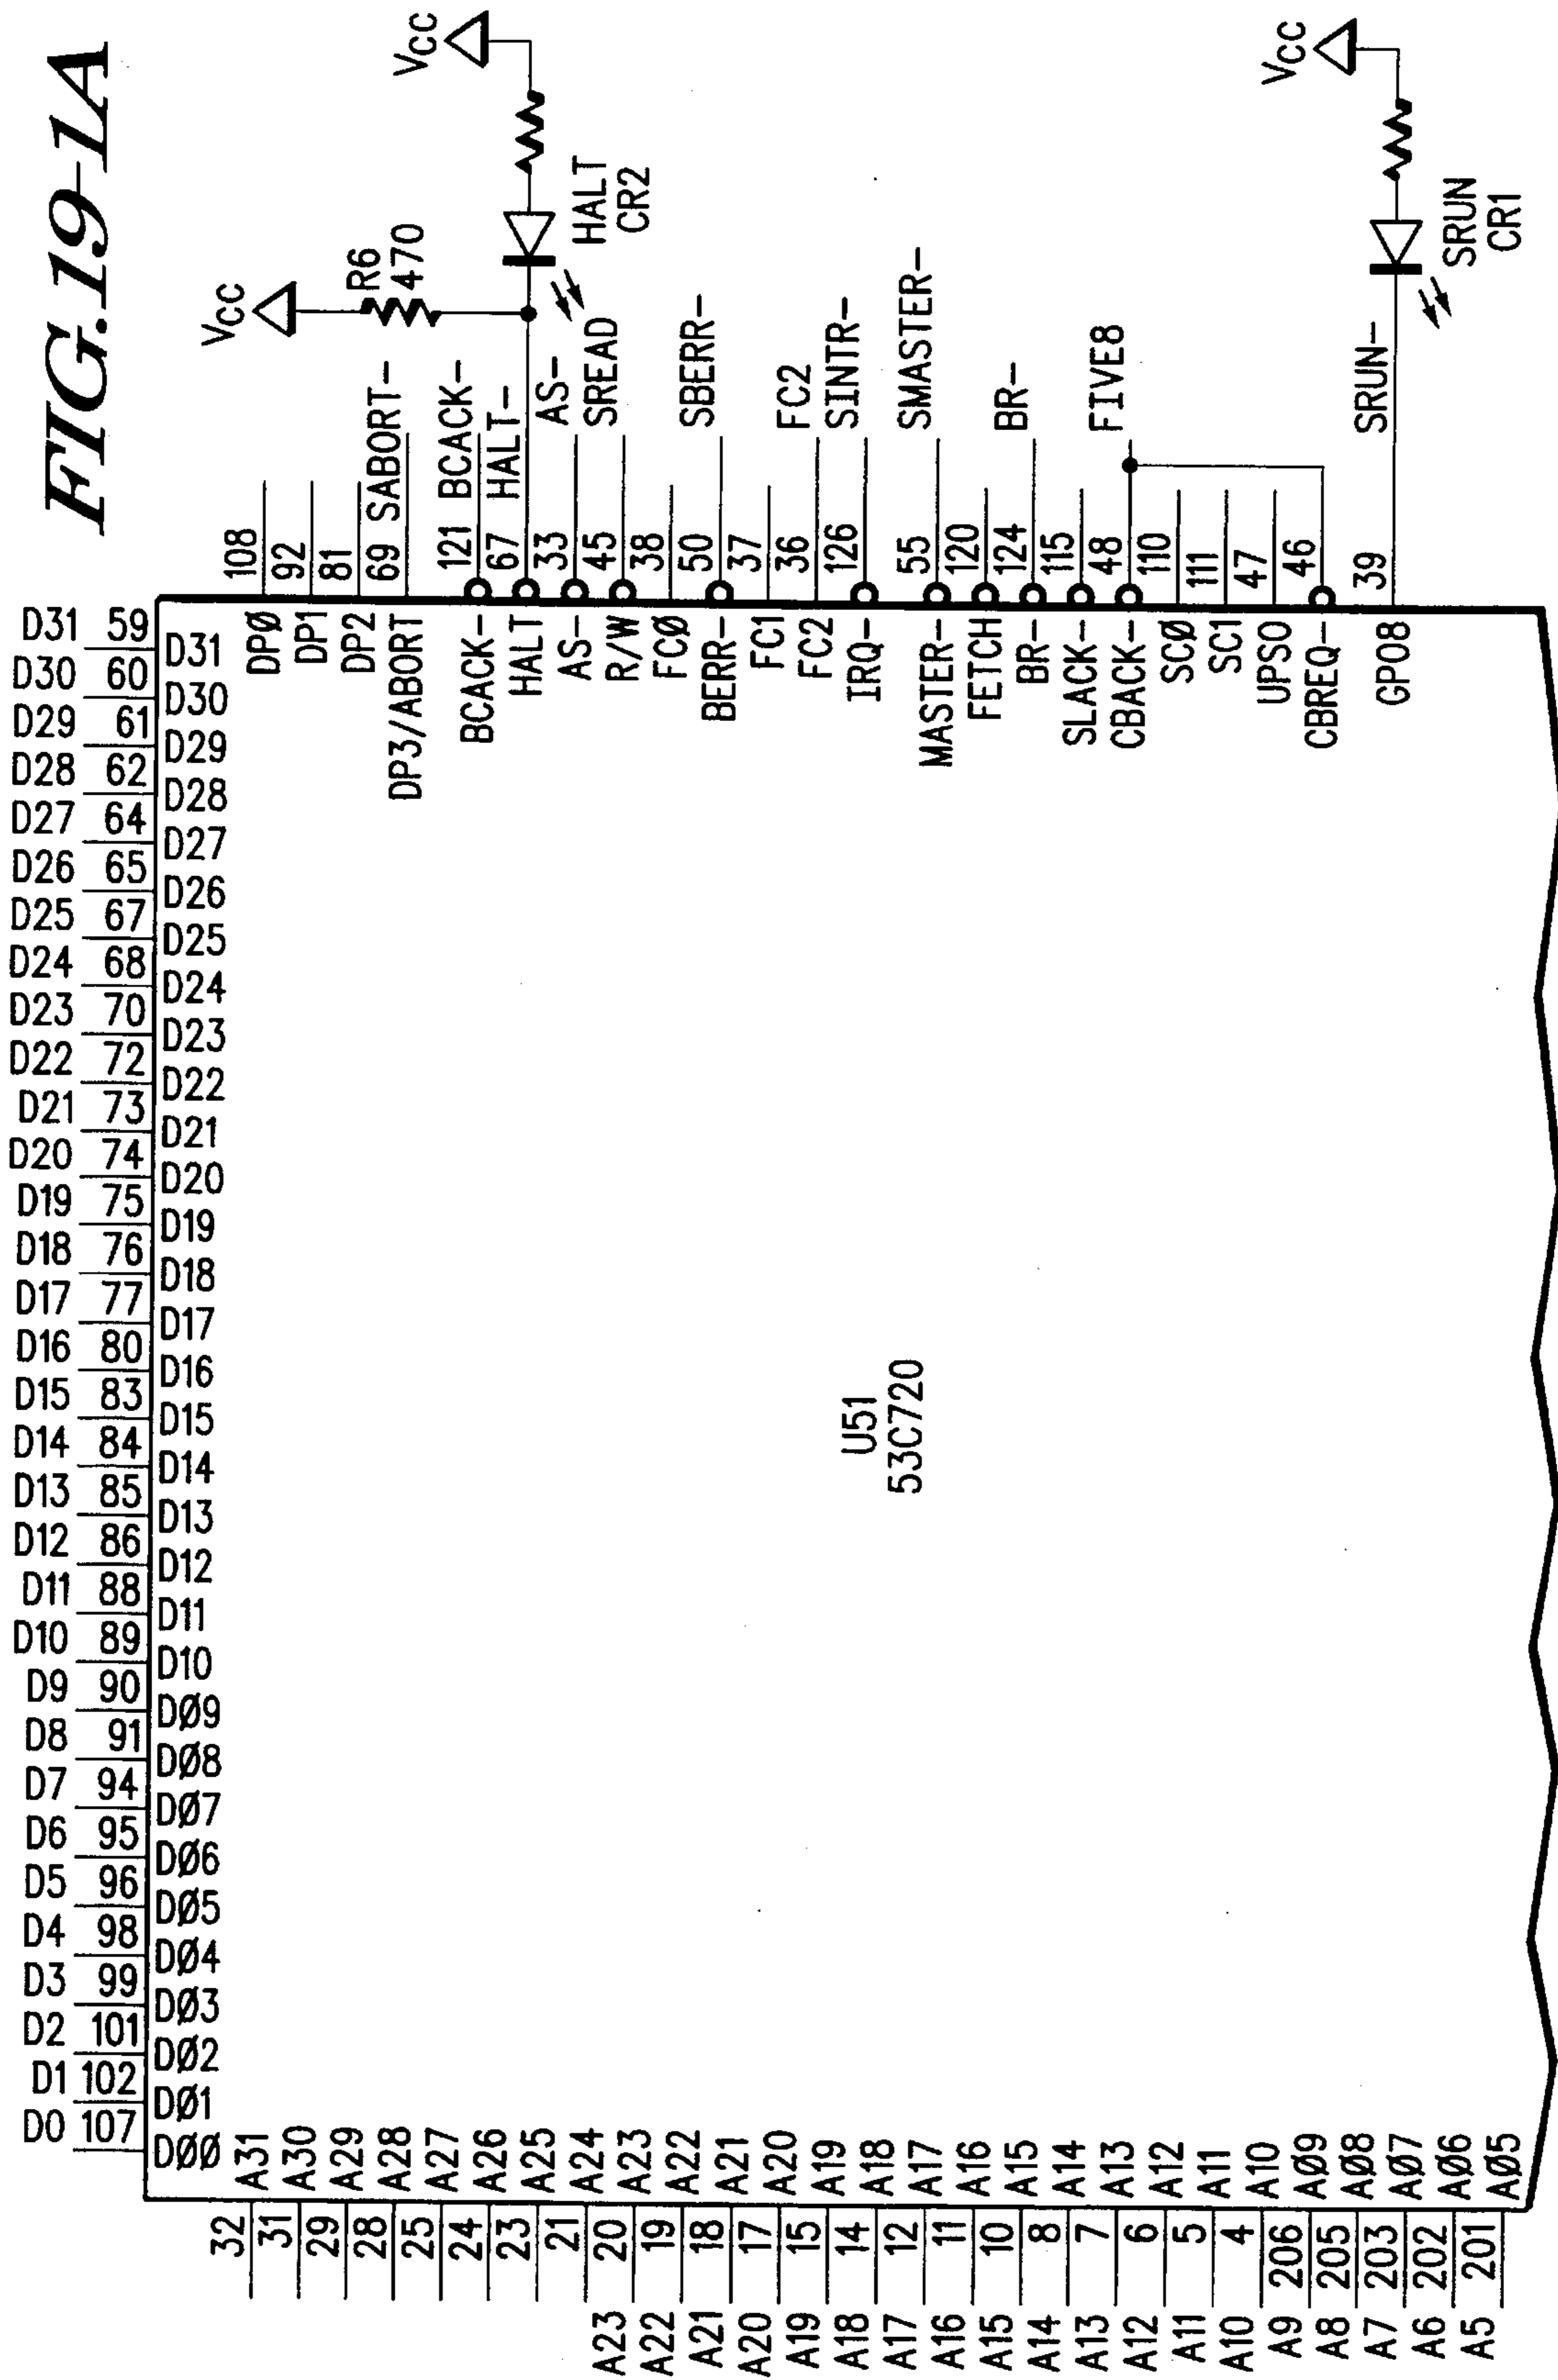 FIG.19-1A
D31 59 D31
D30 60 D30
D29 61 D29
D28 62 D28
D27 64 D27
D26 65 D26
D25 67 D25
D24 68 D24
D23 70 D23
D22 72 D22
D21 73 D21
D20 74 D20
D19 75 D19
D18 76 D18
D17 77 D17
D16 80 D16
D15 83 D15
D14 84 D14
D13 85 D13
D12 86 D12
D11 88 D11
D10 89 D10
D9 90 DØ9
D8 91 DØ8
D7 94 DØ7
D6 95 DØ6
D5 96 DØ5
D4 98 DØ4
D3 99 DØ3
D2 101 DØ2
D1 102 DØ1
D0 107 DØØ
DPØ 108
DP1 92
DP2 81
DP3/ABORT 69 SABORT-
BCACK- 121 BCACK-
HALT 67 HALT-
AS- 33 AS-
R/W 45 SREAD
FCØ 38
BERR- 50 SBERR-
FC1 37
FC2 36 FC2
IRQ- 126 SINTR-
MASTER- 55 SMASTER-
FETCH 120
BR- 124 BR-
SLACK- 115
CBACK- 48 FIVE8
SCØ 110
SC1 111
UPSO 47
CBREQ- 46
GPO8 39 SRUN-
VCC
R6
470
VCC
HALT
CR2
VCC
SRUN
CR1
U51
53C720
32 A31
31 A30
29 A29
28 A28
25 A27
24 A26
23 A25
21 A24
A23 20 A23
A22 19 A22
A21 18 A21
A20 17 A20
A19 15 A19
A18 14 A18
A17 12 A17
A16 11 A16
A15 10 A15
A14 8 A14
A13 7 A13
A12 6 A12
A11 5 A11
A10 4 A10
A9 206 AØ9
A8 205 AØ8
A7 203 AØ7
A6 202 AØ6
A5 201 AØ5